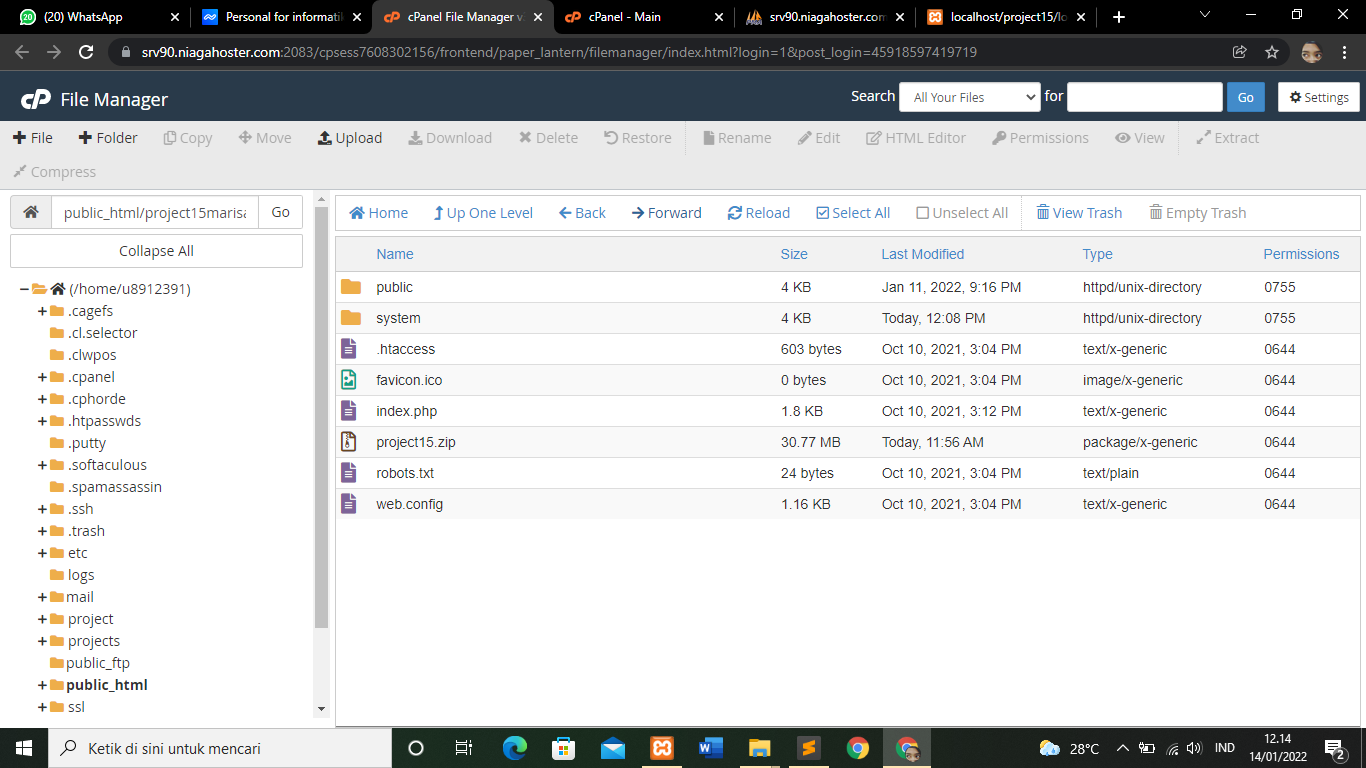 (20) WhatsApp
Personal for informatik
cPanel File Manager v
cPanel - Main
srv90.niagahoster.com
localhost/project15/lo
srv90.niagahoster.com:2083/cpsess7608302156/frontend/paper_lantern/filemanager/index.html?login=1&post_login=45918597419719
cP File Manager
Search All Your Files for Go Settings
File Folder Copy Move Upload Download Delete Restore Rename Edit HTML Editor Permissions View Extract
Compress
public_html/project15marisa Go
Home Up One Level Back Forward Reload Select All Unselect All View Trash Empty Trash
Collapse All
(/home/u8912391)
.cagefs
.cl.selector
.clwpos
.cpanel
.cphorde
.htpasswds
.putty
.softaculous
.spamassassin
.ssh
.trash
etc
logs
mail
project
projects
public_ftp
public_html
ssl
Name Size Last Modified Type Permissions
public 4 KB Jan 11, 2022, 9:16 PM httpd/unix-directory 0755
system 4 KB Today, 12:08 PM httpd/unix-directory 0755
.htaccess 603 bytes Oct 10, 2021, 3:04 PM text/x-generic 0644
favicon.ico 0 bytes Oct 10, 2021, 3:04 PM image/x-generic 0644
index.php 1.8 KB Oct 10, 2021, 3:12 PM text/x-generic 0644
project15.zip 30.77 MB Today, 11:56 AM package/x-generic 0644
robots.txt 24 bytes Oct 10, 2021, 3:04 PM text/plain 0644
web.config 1.16 KB Oct 10, 2021, 3:04 PM text/x-generic 0644
Ketik di sini untuk mencari
28°C
IND
12.14
14/01/2022
2